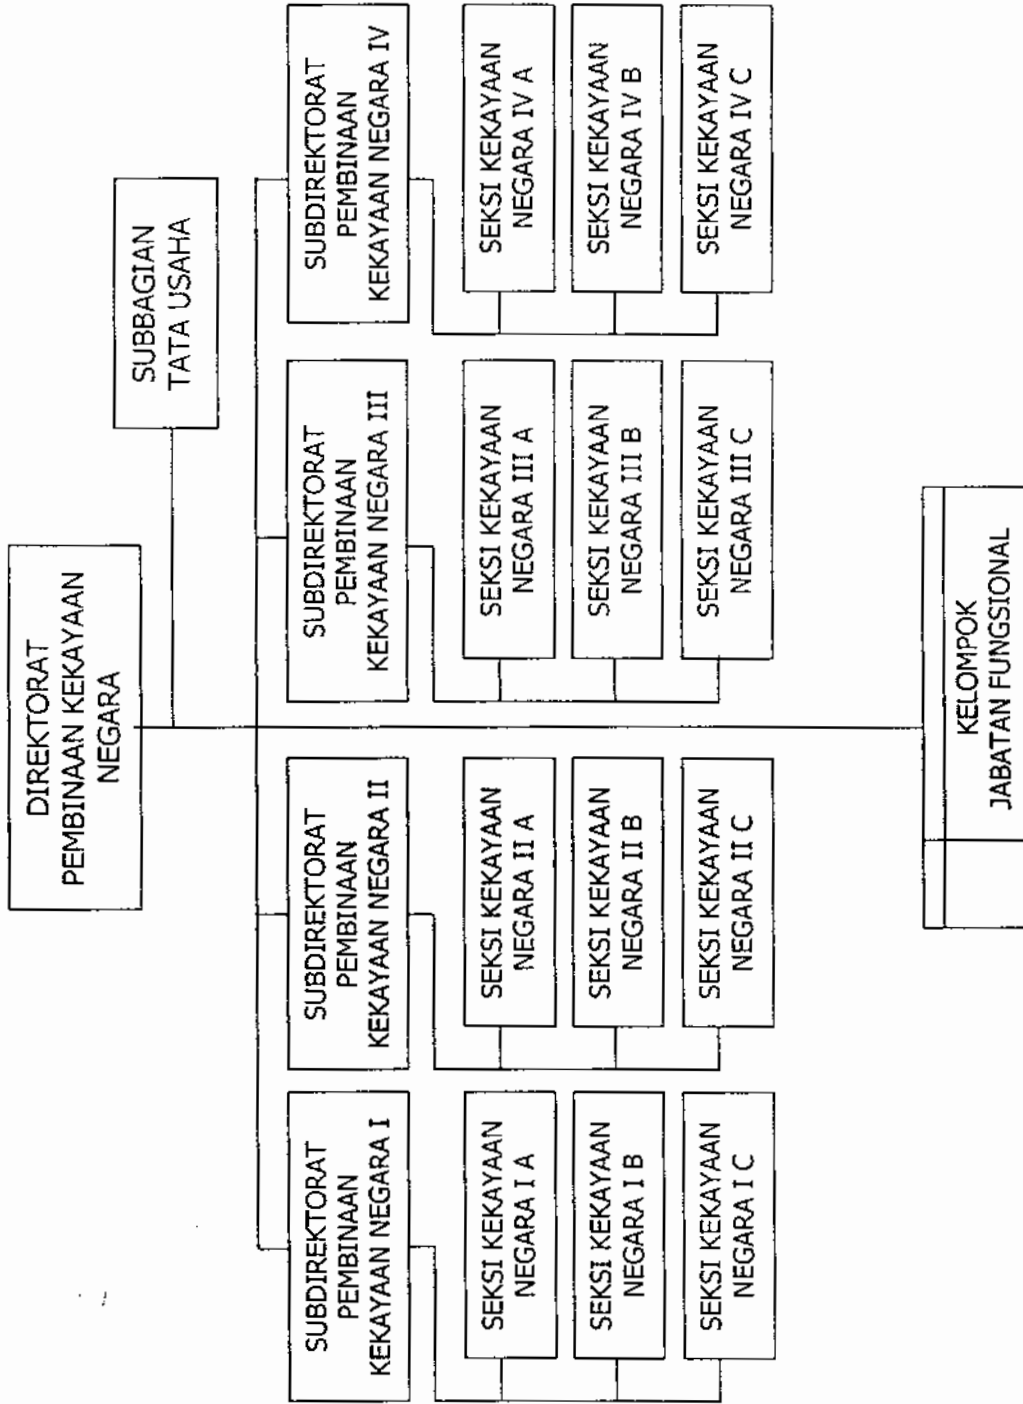 DIREKTORAT
PEMBINAAN KEKAYAAN
NEGARA
SUBBAGIAN
TATA USAHA
SUBDIREKTORAT
PEMBINAAN
KEKAYAAN NEGARA I
SUBDIREKTORAT
PEMBINAAN
KEKAYAAN NEGARA II
SUBDIREKTORAT
PEMBINAAN
KEKAYAAN NEGARA III
SUBDIREKTORAT
PEMBINAAN
KEKAYAAN NEGARA IV
SEKSI KEKAYAAN
NEGARA I A
SEKSI KEKAYAAN
NEGARA II A
SEKSI KEKAYAAN
NEGARA III A
SEKSI KEKAYAAN
NEGARA IV A
SEKSI KEKAYAAN
NEGARA I B
SEKSI KEKAYAAN
NEGARA II B
SEKSI KEKAYAAN
NEGARA III B
SEKSI KEKAYAAN
NEGARA IV B
SEKSI KEKAYAAN
NEGARA I C
SEKSI KEKAYAAN
NEGARA II C
SEKSI KEKAYAAN
NEGARA III C
SEKSI KEKAYAAN
NEGARA IV C
KELOMPOK
JABATAN FUNGSIONAL